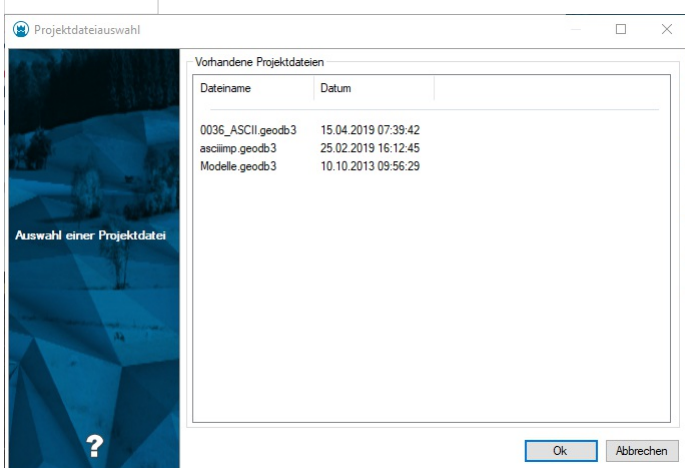 Projektdateiauswahl
Vorhandene Projektdateien
Dateiname Datum
0036_ASCII.geodb3 15.04.2019 07:39:42
asciiimp.geodb3 25.02.2019 16:12:45
Modelle.geodb3 10.10.2013 09:56:29
Auswahl einer Projektdatei
?
Ok Abbrechen